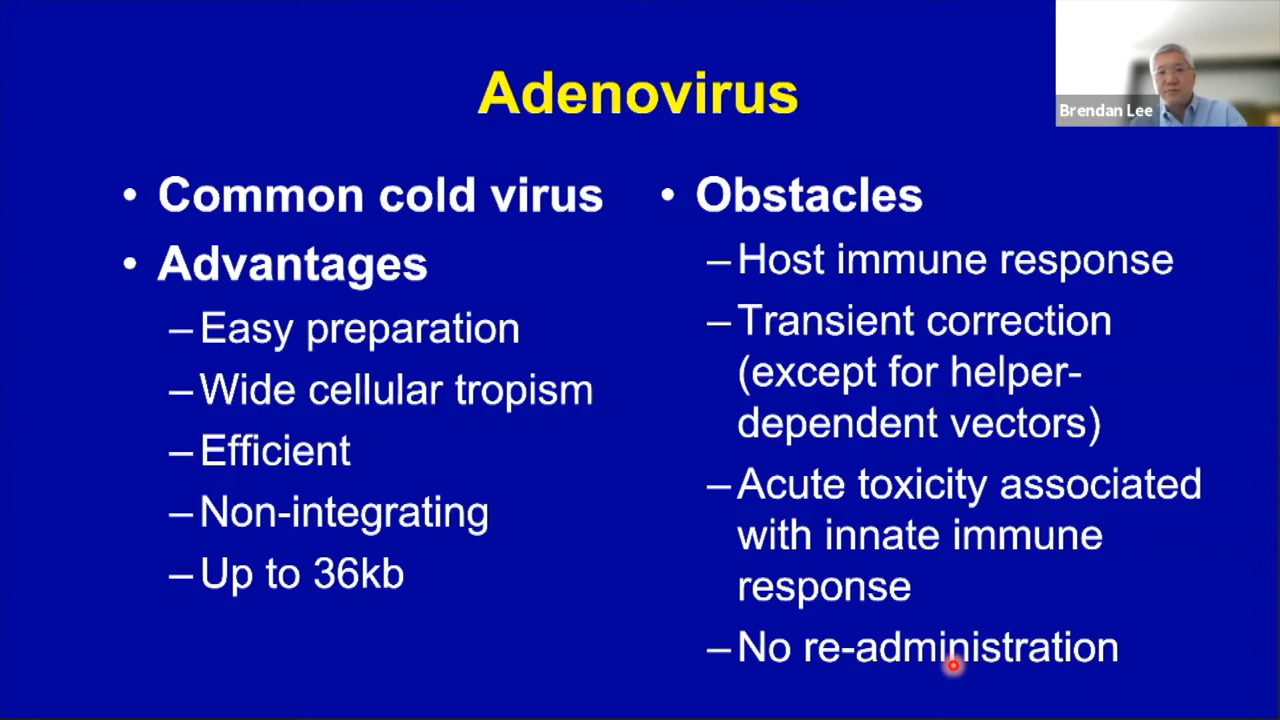 Adenovirus
Brendan Lee
• Common cold virus
• Advantages
–Easy preparation
–Wide cellular tropism
–Efficient
–Non-integrating
–Up to 36kb
• Obstacles
–Host immune response
–Transient correction
(except for helper-
dependent vectors)
–Acute toxicity associated
with innate immune
response
–No re-administration